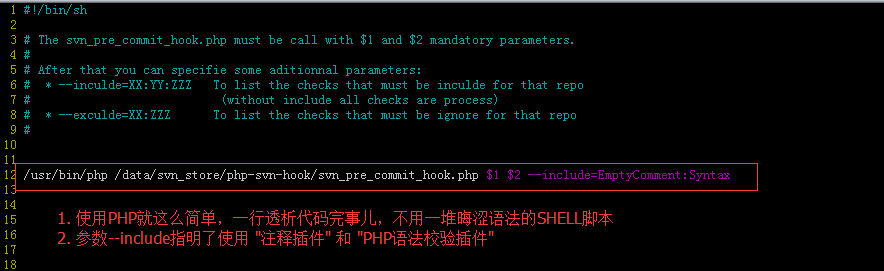 1 #!/bin/sh
2
3 # The svn_pre_commit_hook.php must be call with $1 and $2 mandatory parameters.
4 #
5 # After that you can specifie some aditionnal parameters:
6 #  * --inculde=XX:YY:ZZZ   To list the checks that must be inculde for that repo
7 #                           (without include all checks are process)
8 #  * --exculde=XX:ZZZ      To list the checks that must be ignore for that repo
9 #
10
11
12 /usr/bin/php /data/svn_store/php-svn-hook/svn_pre_commit_hook.php $1 $2 --include=EmptyComment:Syntax
13
14
15 1. 使用PHP就这么简单，一行透析代码完事儿，不用一堆晦涩语法的SHELL脚本
16 2. 参数--include指明了使用 "注释插件" 和 "PHP语法校验插件"
17
18